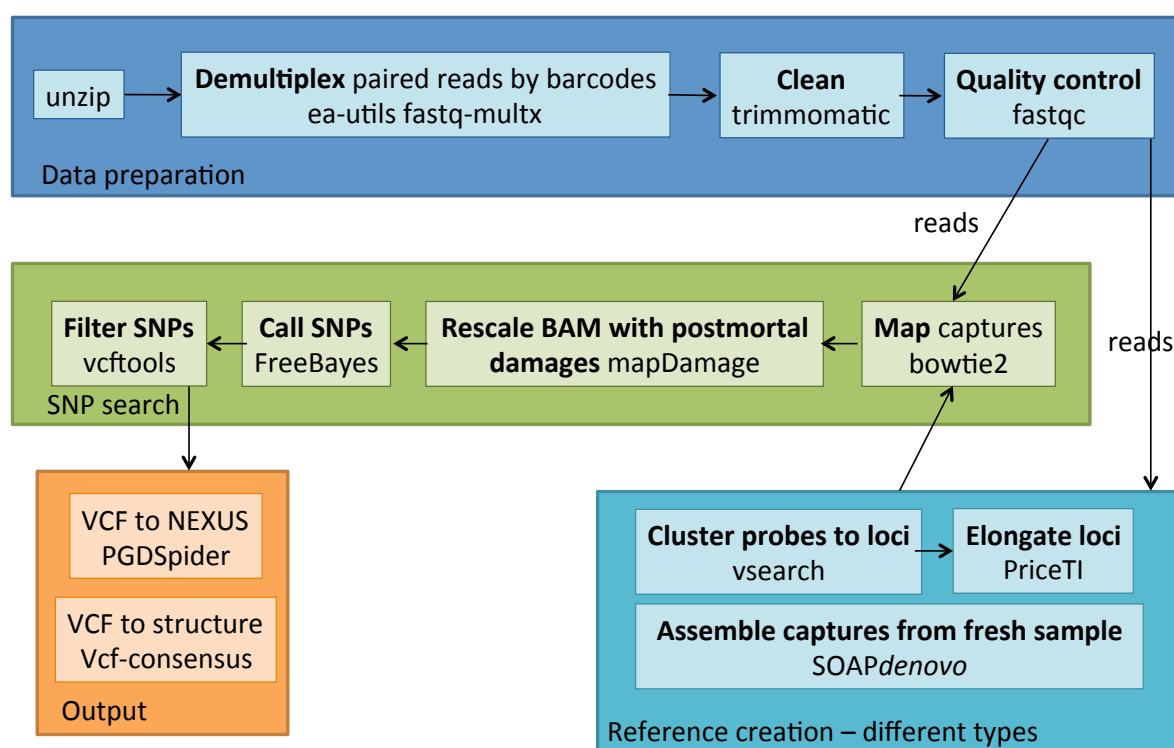 unzip
Demultiplex paired reads by barcodes
ea-utils fastq-multx
Clean
trimmomatic
Quality control
fastqc
Data preparation
reads
reads
Filter SNPs
vcftools
Call SNPs
FreeBayes
Rescale BAM with postmortal
damages mapDamage
Map captures
bowtie2
SNP search
VCF to NEXUS
PGDSpider
VCF to structure
Vcf-consensus
Output
Cluster probes to loci
vsearch
Elongate loci
PriceTI
Assemble captures from fresh sample
SOAPdenovo
Reference creation – different types